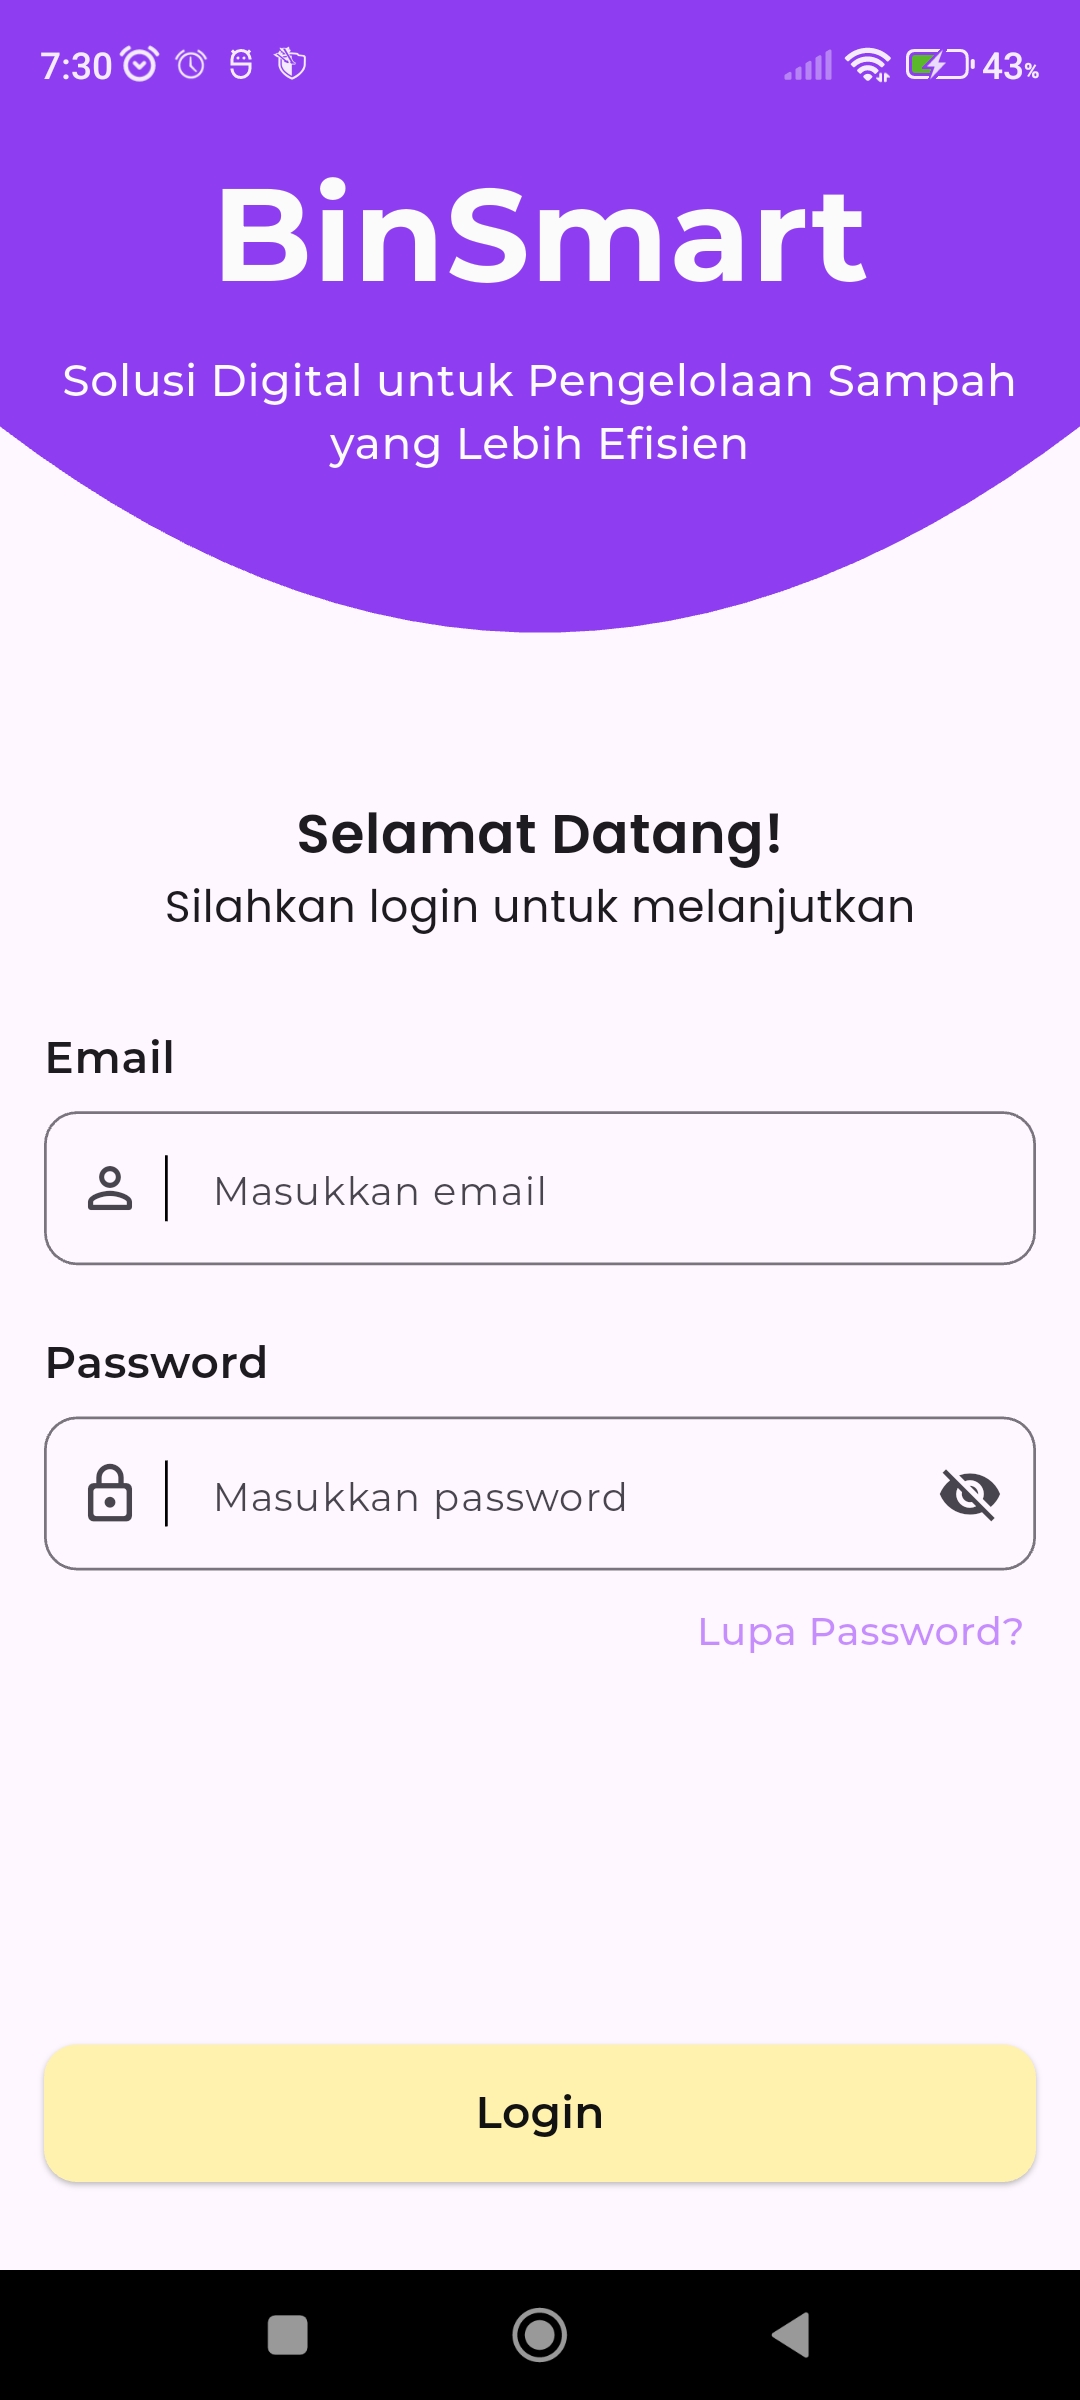 7:30
43%
BinSmart
Solusi Digital untuk Pengelolaan Sampah
yang Lebih Efisien
Selamat Datang!
Silahkan login untuk melanjutkan
Email
Masukkan email
Password
Masukkan password
Lupa Password?
Login